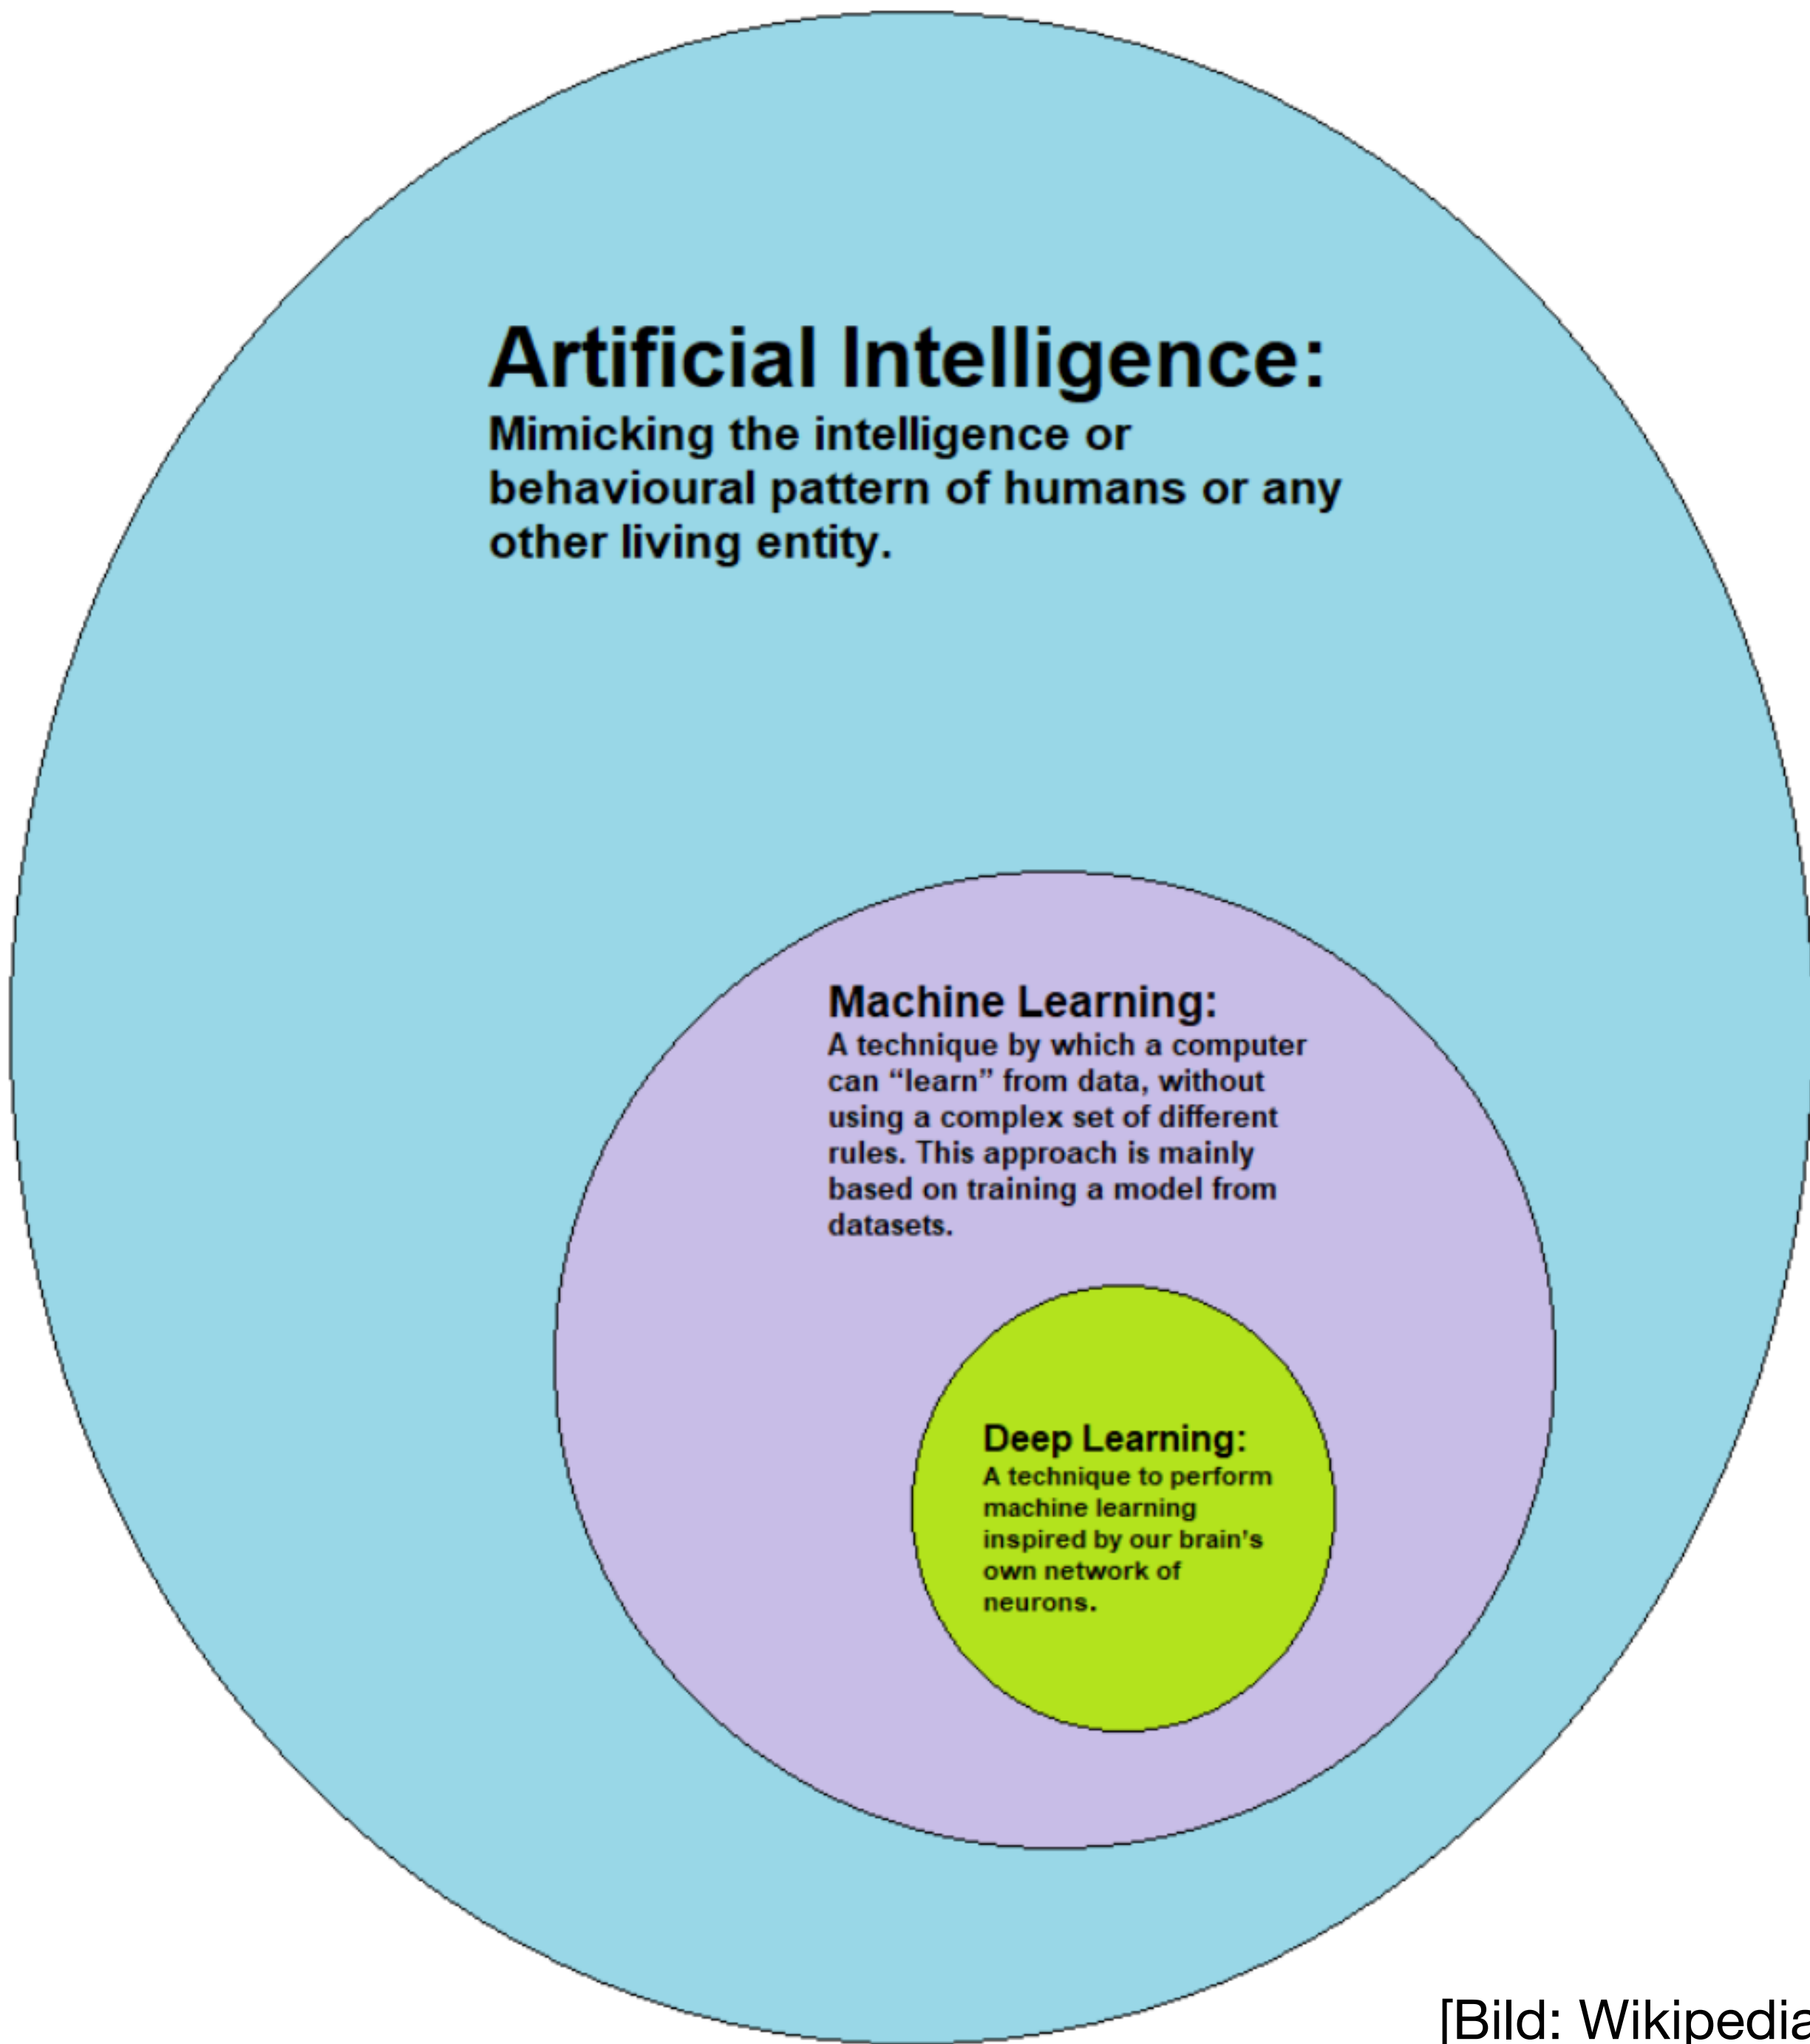 Artificial Intelligence:
Mimicking the intelligence or
behavioural pattern of humans or any
other living entity.
Machine Learning:
A technique by which a computer
can “learn” from data, without
using a complex set of different
rules. This approach is mainly
based on training a model from
datasets.
Deep Learning:
A technique to perform
machine learning
inspired by our brain’s
own network of
neurons.
[Bild: Wikipedia